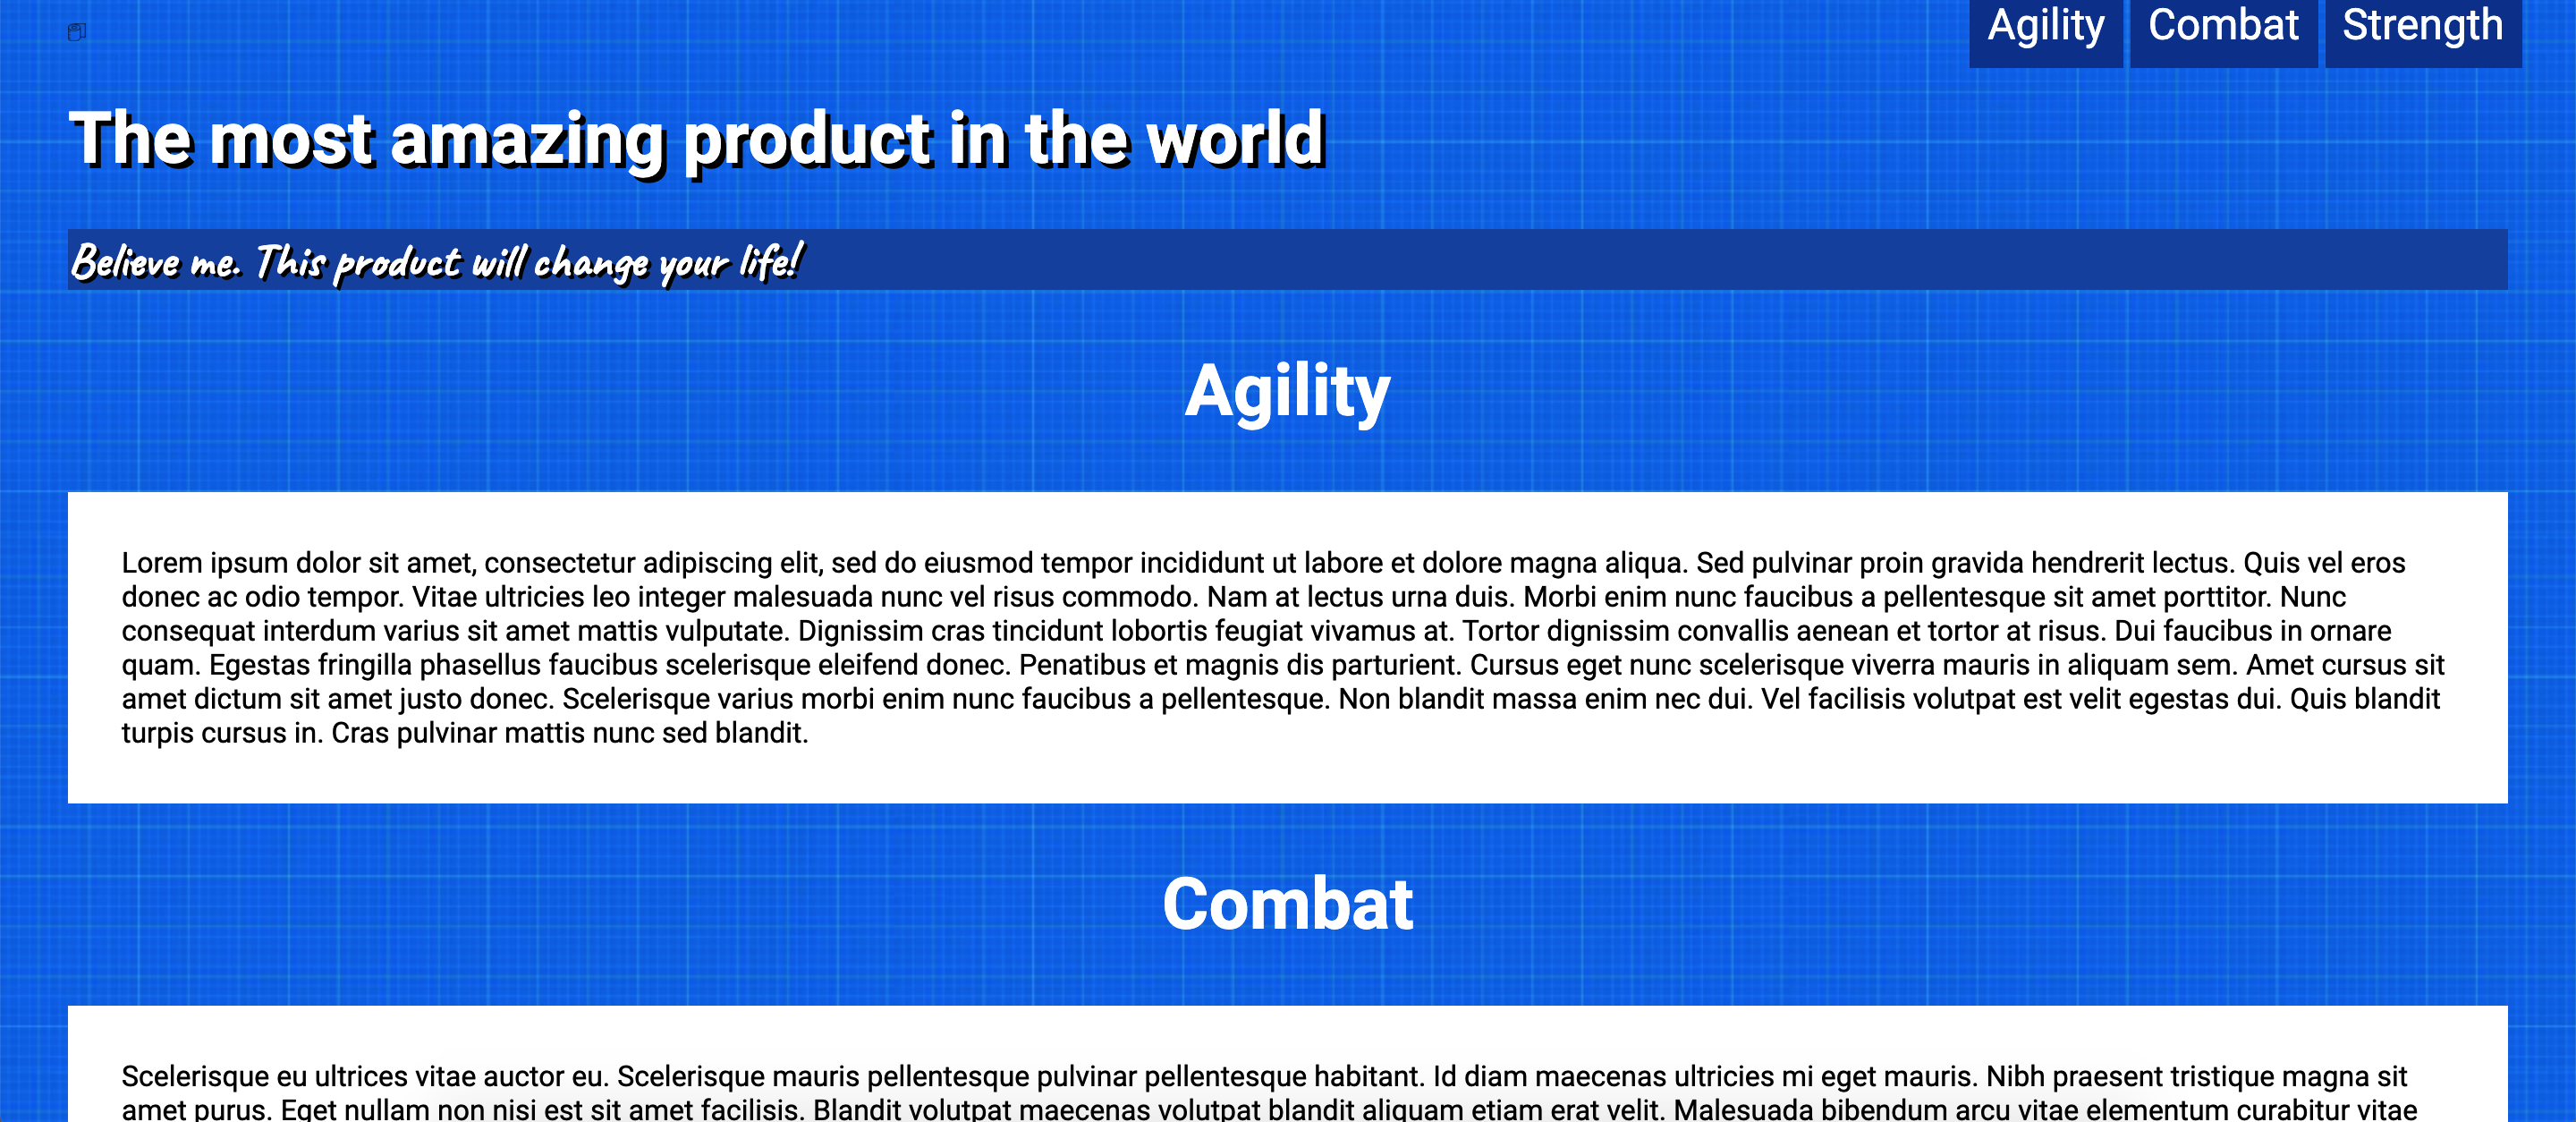 Agility Combat Strength
The most amazing product in the world
Believe me. This product will change your life!
Agility
Lorem ipsum dolor sit amet, consectetur adipiscing elit, sed do eiusmod tempor incididunt ut labore et dolore magna aliqua. Sed pulvinar proin gravida hendrerit lectus. Quis vel eros
donec ac odio tempor. Vitae ultricies leo integer malesuada nunc vel risus commodo. Nam at lectus urna duis. Morbi enim nunc faucibus a pellentesque sit amet porttitor. Nunc
consequat interdum varius sit amet mattis vulputate. Dignissim cras tincidunt lobortis feugiat vivamus at. Tortor dignissim convallis aenean et tortor at risus. Dui faucibus in ornare
quam. Egestas fringilla phasellus faucibus scelerisque eleifend donec. Penatibus et magnis dis parturient. Cursus eget nunc scelerisque viverra mauris in aliquam sem. Amet cursus sit
amet dictum sit amet justo donec. Scelerisque varius morbi enim nunc faucibus a pellentesque. Non blandit massa enim nec dui. Vel facilisis volutpat est velit egestas dui. Quis blandit
turpis cursus in. Cras pulvinar mattis nunc sed blandit.
Combat
Scelerisque eu ultrices vitae auctor eu. Scelerisque mauris pellentesque pulvinar pellentesque habitant. Id diam maecenas ultricies mi eget mauris. Nibh praesent tristique magna sit
amet purus. Eget nullam non nisi est sit amet facilisis. Blandit volutpat maecenas volutpat blandit aliquam etiam erat velit. Malesuada bibendum arcu vitae elementum curabitur vitae